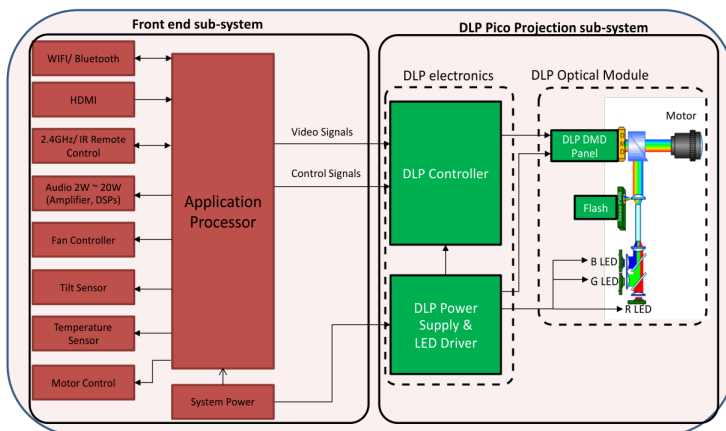 Front end sub-system
DLP Pico Projection sub-system
WIFI/ Bluetooth
HDMI
2.4GHz/ IR Remote
Control
Audio 2W ~ 20W
(Amplifier, DSPs)
Fan Controller
Tilt Sensor
Temperature
Sensor
Motor Control
Application
Processor
System Power
Video Signals
Control Signals
DLP electronics
DLP Controller
DLP Power
Supply &
LED Driver
DLP Optical Module
Motor
DLP DMD
Panel
Flash
B LED
G LED
R LED